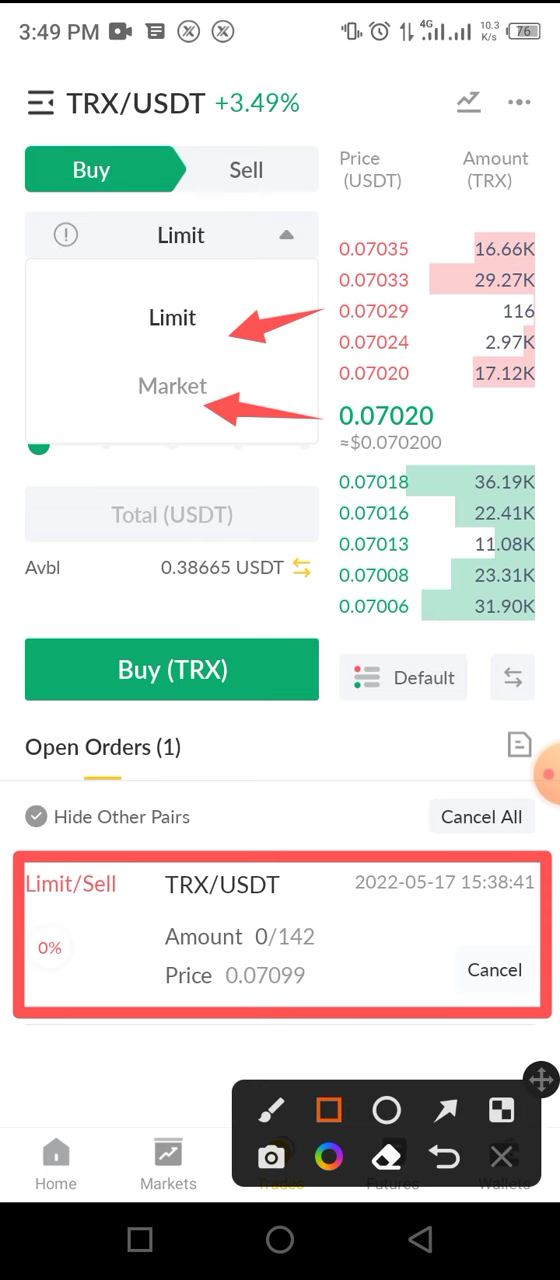 3:49 PM
4G
10.3
K/s
76
TRX/USDT +3.49%
Buy
Sell
Price
(USDT)
Amount
(TRX)
Limit
Limit
Market
0.07035 16.66K
0.07033 29.27K
0.07029 116
0.07024 2.97K
0.07020 17.12K
0.07020
≈$0.070200
0.07018 36.19K
0.07016 22.41K
0.07013 11.08K
0.07008 23.31K
0.07006 31.90K
Total (USDT)
Avbl 0.38665 USDT
Buy (TRX)
Default
Open Orders (1)
Hide Other Pairs
Cancel All
Limit/Sell TRX/USDT 2022-05-17 15:38:41
0%
Amount 0/142
Price 0.07099
Cancel
Home
Markets
Trades
Futures
Wallets